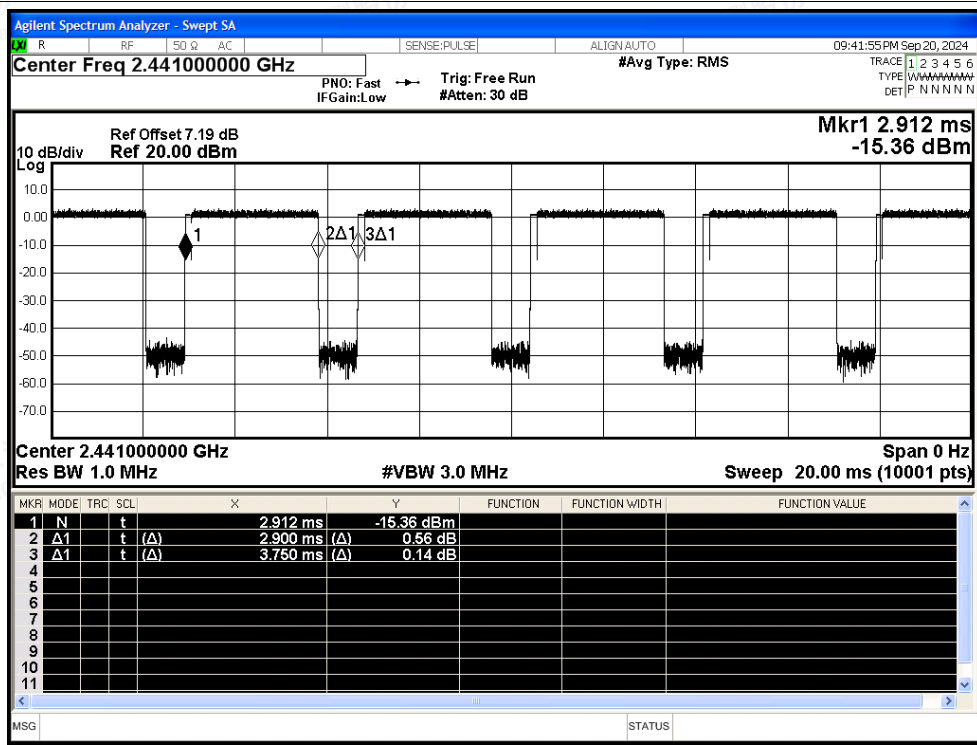 Agilent Spectrum Analyzer - Swept SA
LXI R RF 50 Ω AC SENSE:PULSE ALIGN AUTO 09:41:55 PM Sep 20, 2024
Center Freq 2.441000000 GHz #Avg Type: RMS TRACE 1 2 3 4 5 6
PNO: Fast Trig: Free Run TYPE
IFGain:Low #Atten: 30 dB DET P N N N N N
Mkr1 2.912 ms
Ref Offset 7.19 dB
10 dB/div Ref 20.00 dBm -15.36 dBm
Log
10.0
0.00
1 2Δ1 3Δ1
-10.0
-20.0
-30.0
-40.0
-50.0
-60.0
-70.0
Center 2.441000000 GHz Span 0 Hz
Res BW 1.0 MHz #VBW 3.0 MHz Sweep 20.00 ms (10001 pts)
MKR MODE TRC SCL X Y FUNCTION FUNCTION WIDTH FUNCTION VALUE
1 N t 2.912 ms -15.36 dBm
2 Δ1 t (Δ) 2.900 ms (Δ) 0.56 dB
3 Δ1 t (Δ) 3.750 ms (Δ) 0.14 dB
4
5
6
7
8
9
10
11
MSG STATUS